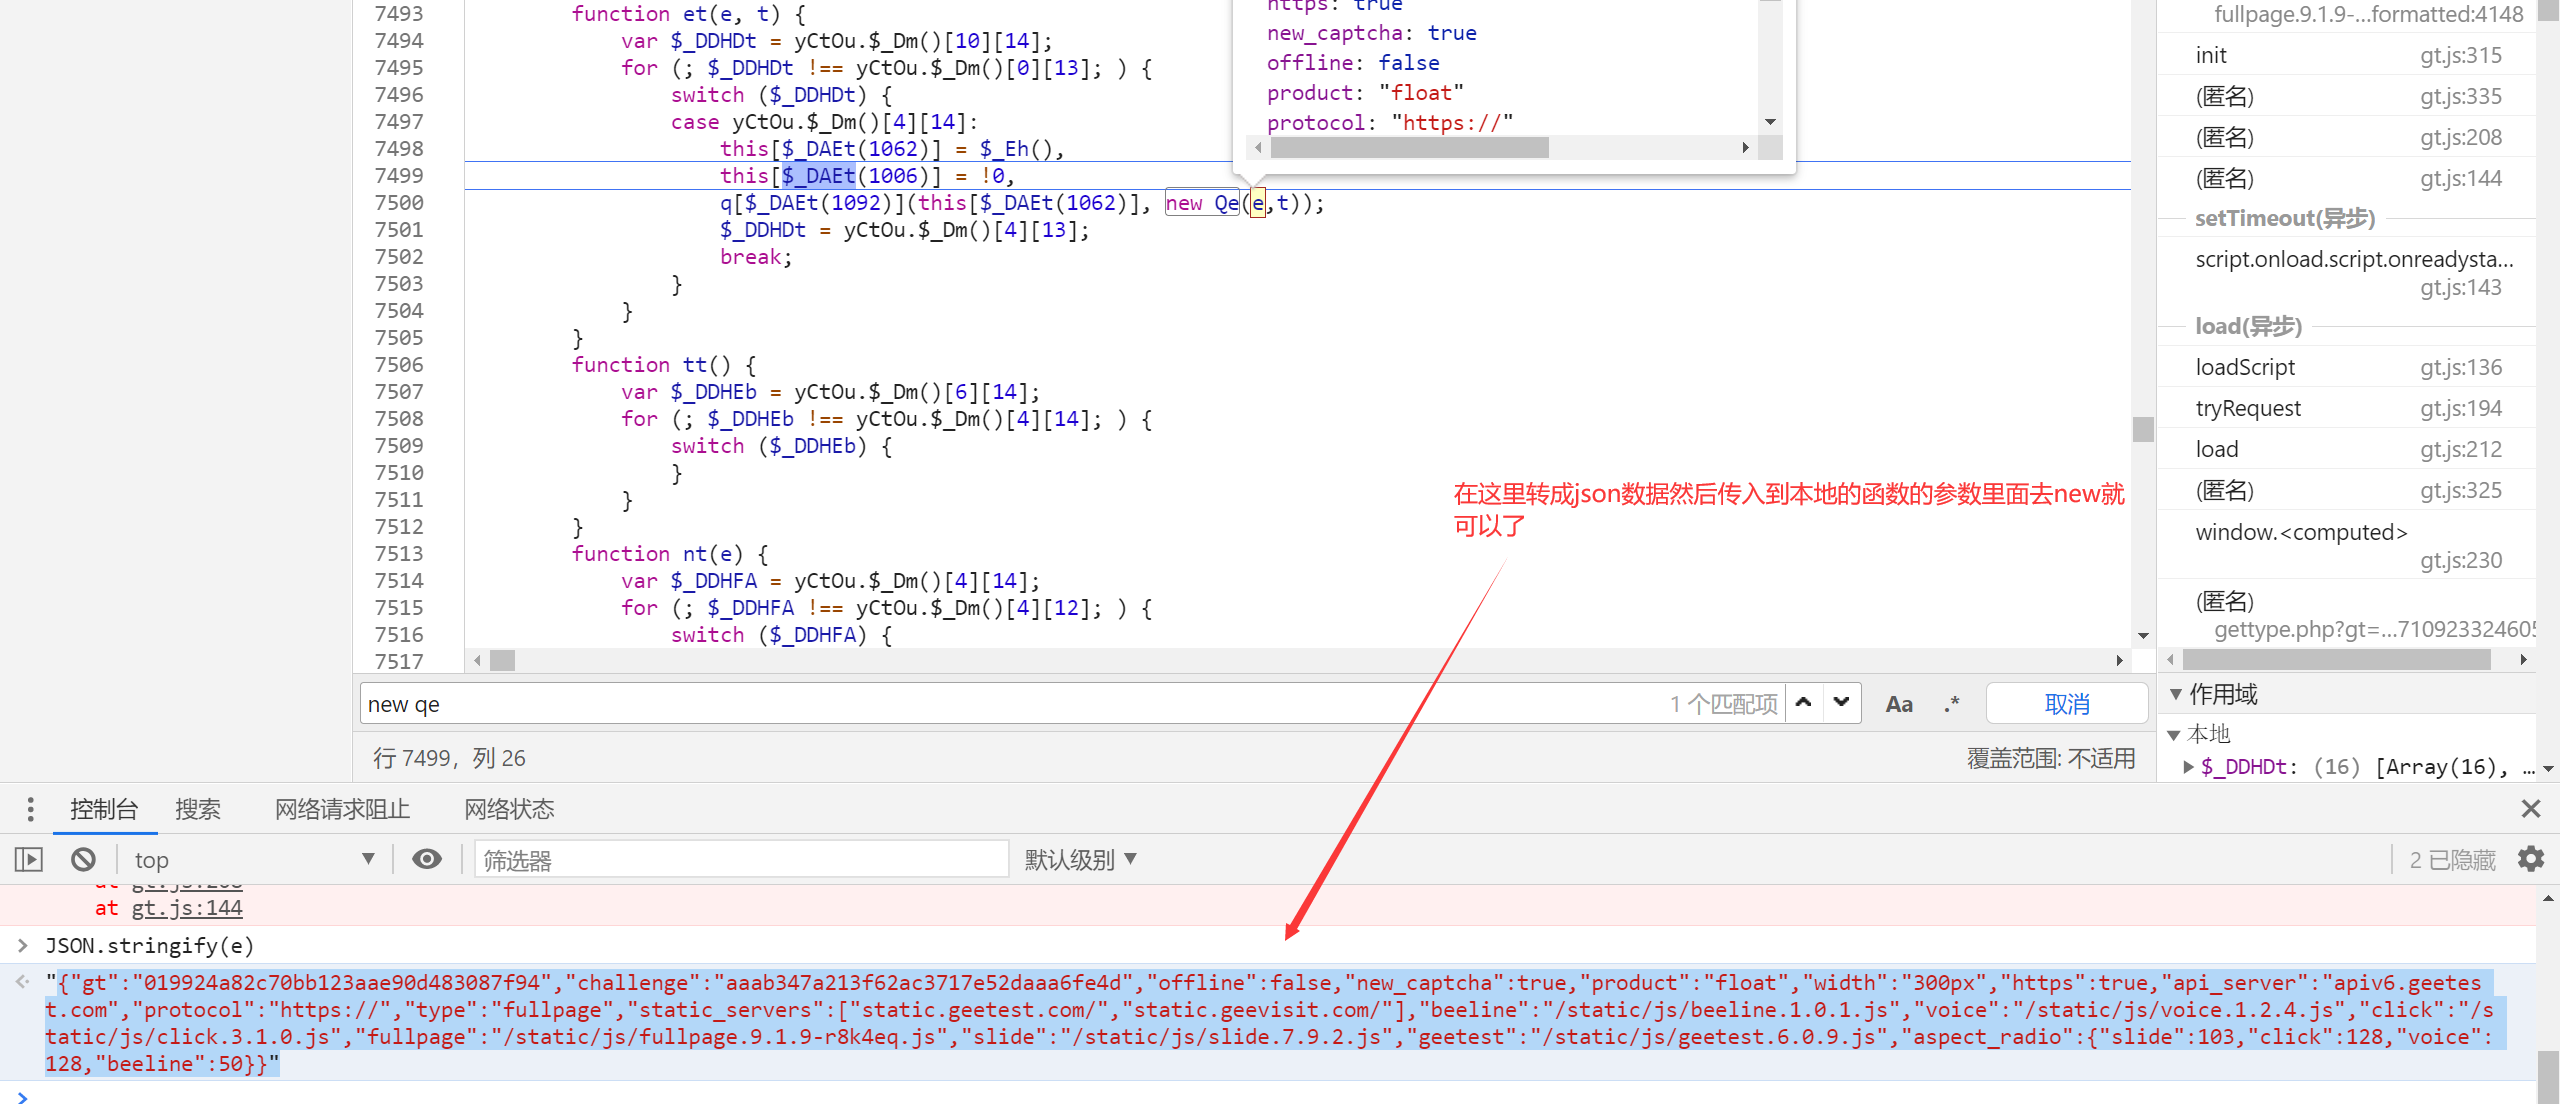 7493 function et(e, t) {
7494 var $_DDHDt = yCtOu.$_Dm()[10][14];
7495 for (; $_DDHDt !== yCtOu.$_Dm()[0][13]; ) {
7496 switch ($_DDHDt) {
7497 case yCtOu.$_Dm()[4][14]:
7498 this[$_DAEt(1062)] = $_Eh(),
7499 this[$_DAEt(1006)] = !0,
7500 q[$_DAEt(1092)](this[$_DAEt(1062)], new Qe(e,t));
7501 $_DDHDt = yCtOu.$_Dm()[4][13];
7502 break;
7503 }
7504 }
7505 }
7506 function tt() {
7507 var $_DDHEb = yCtOu.$_Dm()[6][14];
7508 for (; $_DDHEb !== yCtOu.$_Dm()[4][14]; ) {
7509 switch ($_DDHEb) {
7510 }
7511 }
7512 }
7513 function nt(e) {
7514 var $_DDHFA = yCtOu.$_Dm()[4][14];
7515 for (; $_DDHFA !== yCtOu.$_Dm()[4][12]; ) {
7516 switch ($_DDHFA) {
7517
https: true
new_captcha: true
offline: false
product: "float"
protocol: "https://"
在这里转成json数据然后传入到本地的函数的参数里面去new就
可以了
fullpage.9.1.9-…formatted:4148
init gt.js:315
(匿名) gt.js:335
(匿名) gt.js:208
(匿名) gt.js:144
setTimeout(异步)
script.onload.script.onreadysta…
gt.js:143
load(异步)
loadScript gt.js:136
tryRequest gt.js:194
load gt.js:212
(匿名) gt.js:325
window.<computed>
gt.js:230
(匿名)
gettype.php?gt=…710923324605
作用域
本地
$_DDHDt: (16) [Array(16), …
new qe 1 个匹配项 Aa .* 取消
行 7499，列 26 覆盖范围: 不适用
控制台 搜索 网络请求阻止 网络状态
top 筛选器 默认级别 2 已隐藏
at gt.js:144
JSON.stringify(e)
"{"gt":"019924a82c70bb123aae90d483087f94","challenge":"aaab347a213f62ac3717e52daaa6fe4d","offline":false,"new_captcha":true,"product":"float","width":"300px","https":true,"api_server":"apiv6.geetes
t.com","protocol":"https://","type":"fullpage","static_servers":["static.geetest.com/","static.geevisit.com/"],"beeline":"/static/js/beeline.1.0.1.js","voice":"/static/js/voice.1.2.4.js","click":"/s
tatic/js/click.3.1.0.js","fullpage":"/static/js/fullpage.9.1.9-r8k4eq.js","slide":"/static/js/slide.7.9.2.js","geetest":"/static/js/geetest.6.0.9.js","aspect_radio":{"slide":103,"click":128,"voice":
128,"beeline":50}}"